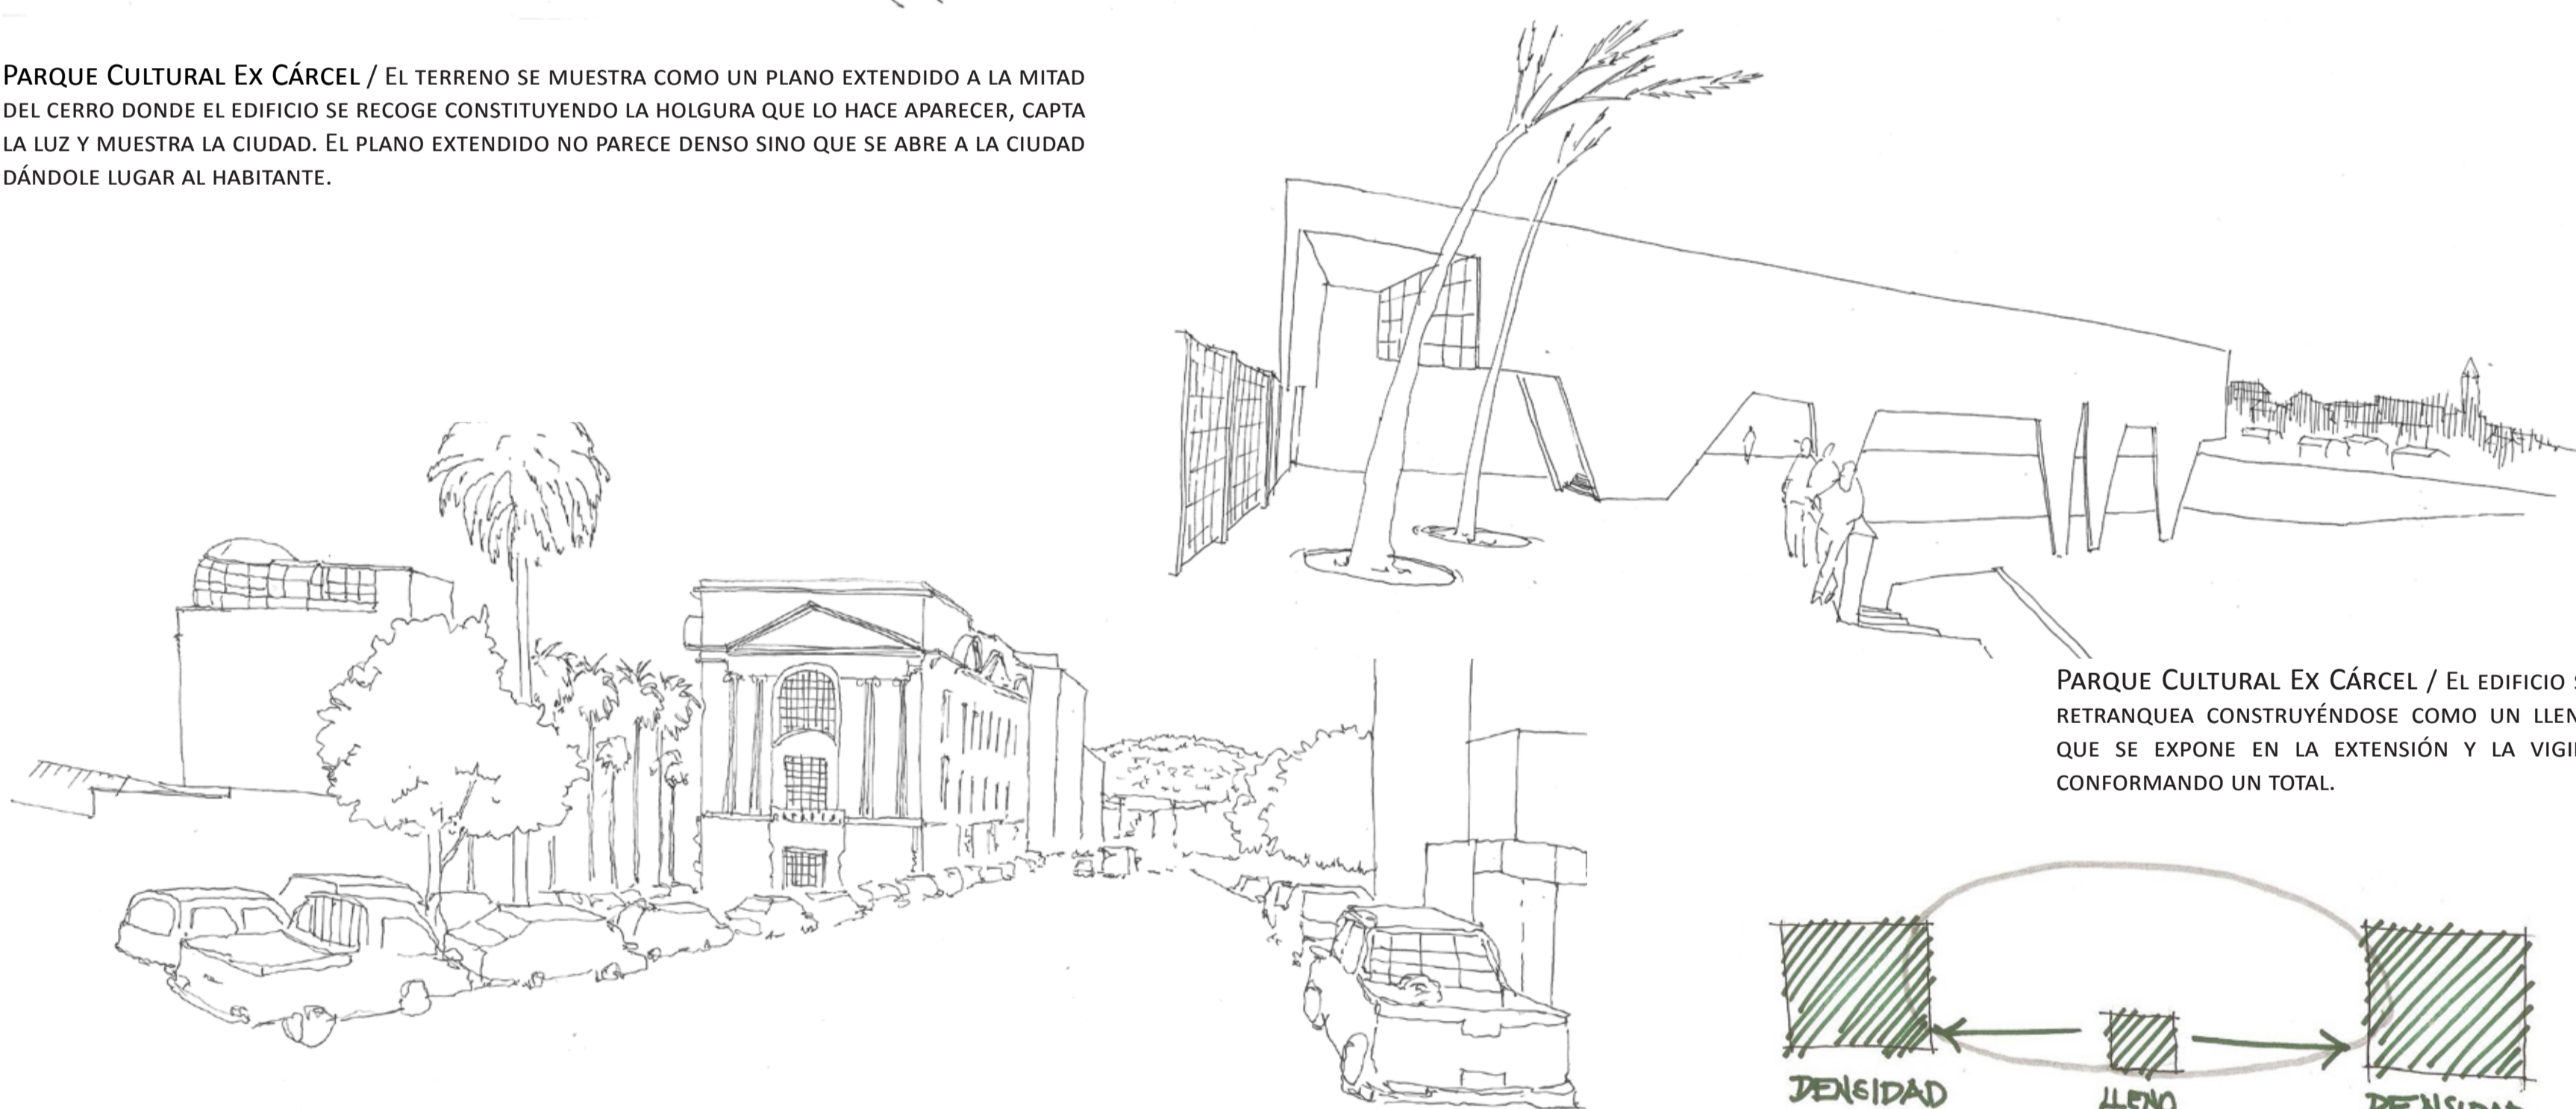 Parque Cultural Ex Cárcel / El terreno se muestra como un plano extendido a la mitad
del cerro donde el edificio se recoge constituyendo la holgura que lo hace aparecer, capta
la luz y muestra la ciudad. El plano extendido no parece denso sino que se abre a la ciudad
dándole lugar al habitante.
Parque Cultural Ex Cárcel / El edificio
retranquea construyéndose como un
que se expone en la extensión y la
conformando un total.
DENSIDAD LLENO DENSIDAD